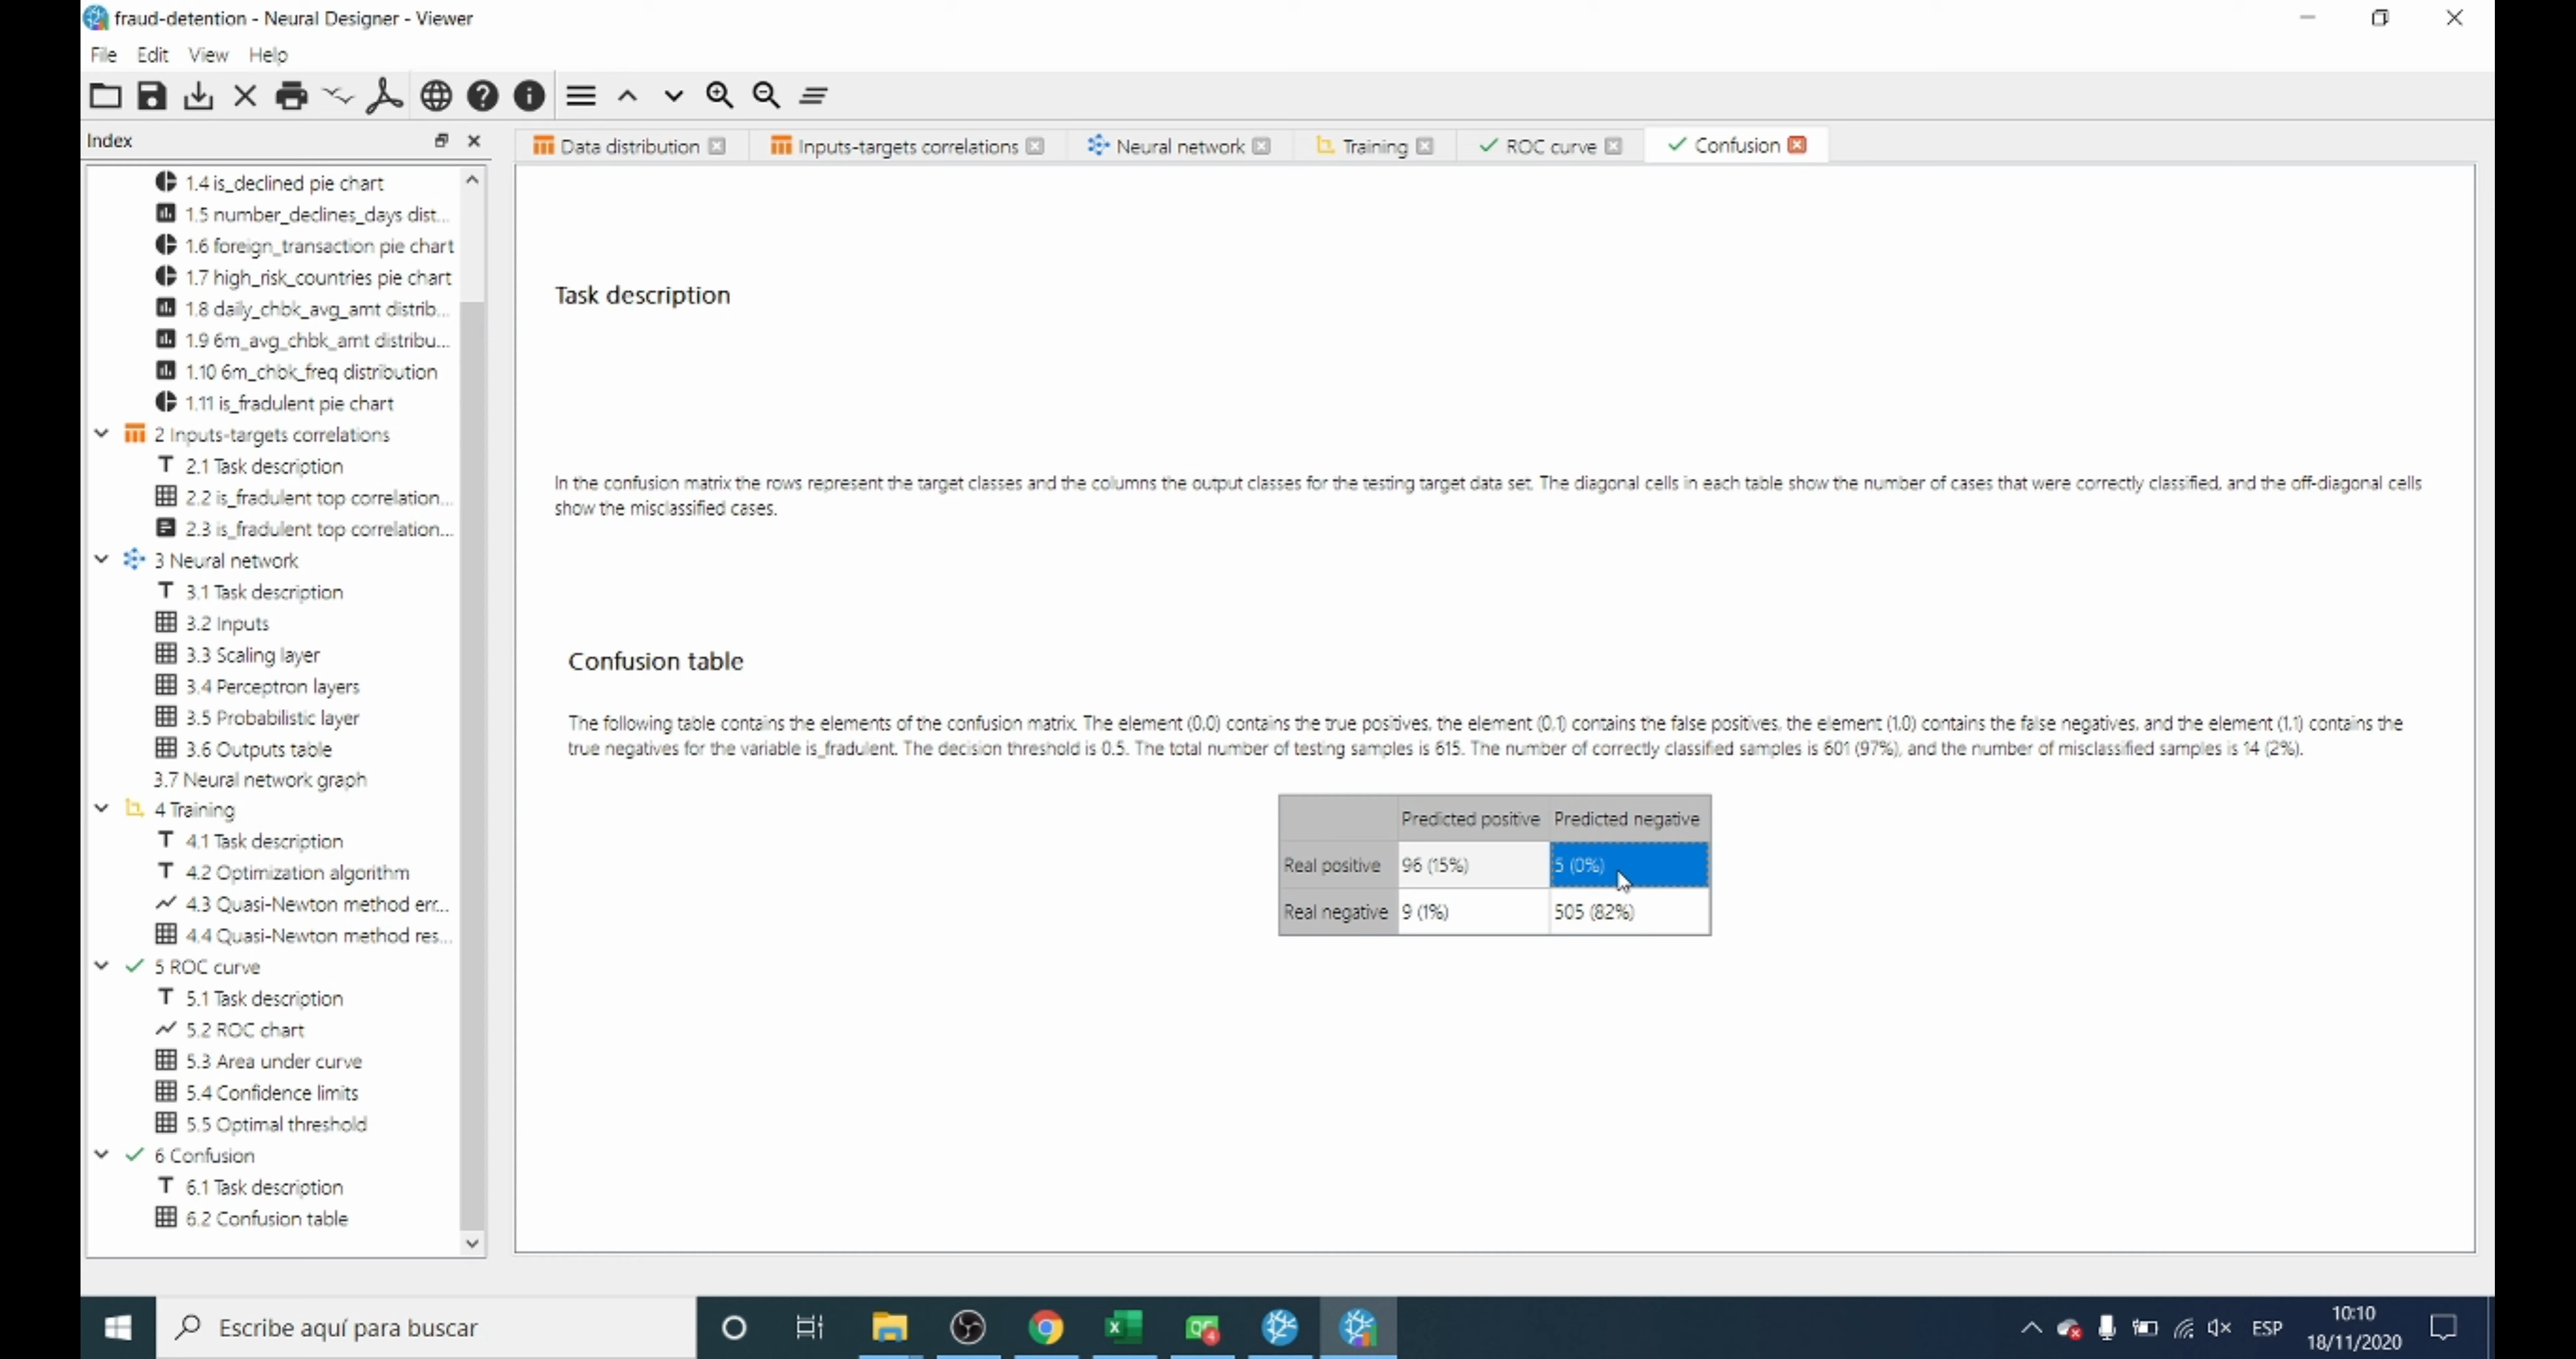 fraud-detention - Neural Designer - Viewer
File Edit View Help
Index
Data distribution
Inputs-targets correlations
Neural network
Training
ROC curve
Confusion
1.4 is_declined pie chart
1.5 number_declines_days dist...
1.6 foreign_transaction pie chart
1.7 high_risk_countries pie chart
1.8 daily_chbk_avg_amt distrib...
1.9 6m_avg_chbk_amt distribu...
1.10 6m_chbk_freq distribution
1.11 is_fradulent pie chart
2 Inputs-targets correlations
2.1 Task description
2.2 is_fradulent top correlation...
2.3 is_fradulent top correlation...
3 Neural network
3.1 Task description
3.2 Inputs
3.3 Scaling layer
3.4 Perceptron layers
3.5 Probabilistic layer
3.6 Outputs table
3.7 Neural network graph
4 Training
4.1 Task description
4.2 Optimization algorithm
4.3 Quasi-Newton method err...
4.4 Quasi-Newton method res...
5 ROC curve
5.1 Task description
5.2 ROC chart
5.3 Area under curve
5.4 Confidence limits
5.5 Optimal threshold
6 Confusion
6.1 Task description
6.2 Confusion table
Task description
In the confusion matrix the rows represent the target classes and the columns the output classes for the testing target data set. The diagonal cells in each table show the number of cases that were correctly classified, and the off-diagonal cells
show the misclassified cases.
Confusion table
The following table contains the elements of the confusion matrix. The element (0,0) contains the true positives, the element (0,1) contains the false positives, the element (1,0) contains the false negatives, and the element (1,1) contains the
true negatives for the variable is_fradulent. The decision threshold is 0.5. The total number of testing samples is 615. The number of correctly classified samples is 601 (97%), and the number of misclassified samples is 14 (2%).
Predicted positive Predicted negative
Real positive 96 (15%) 5 (0%)
Real negative 9 (1%) 505 (82%)
Escribe aquí para buscar
4
ESP
10:10
18/11/2020